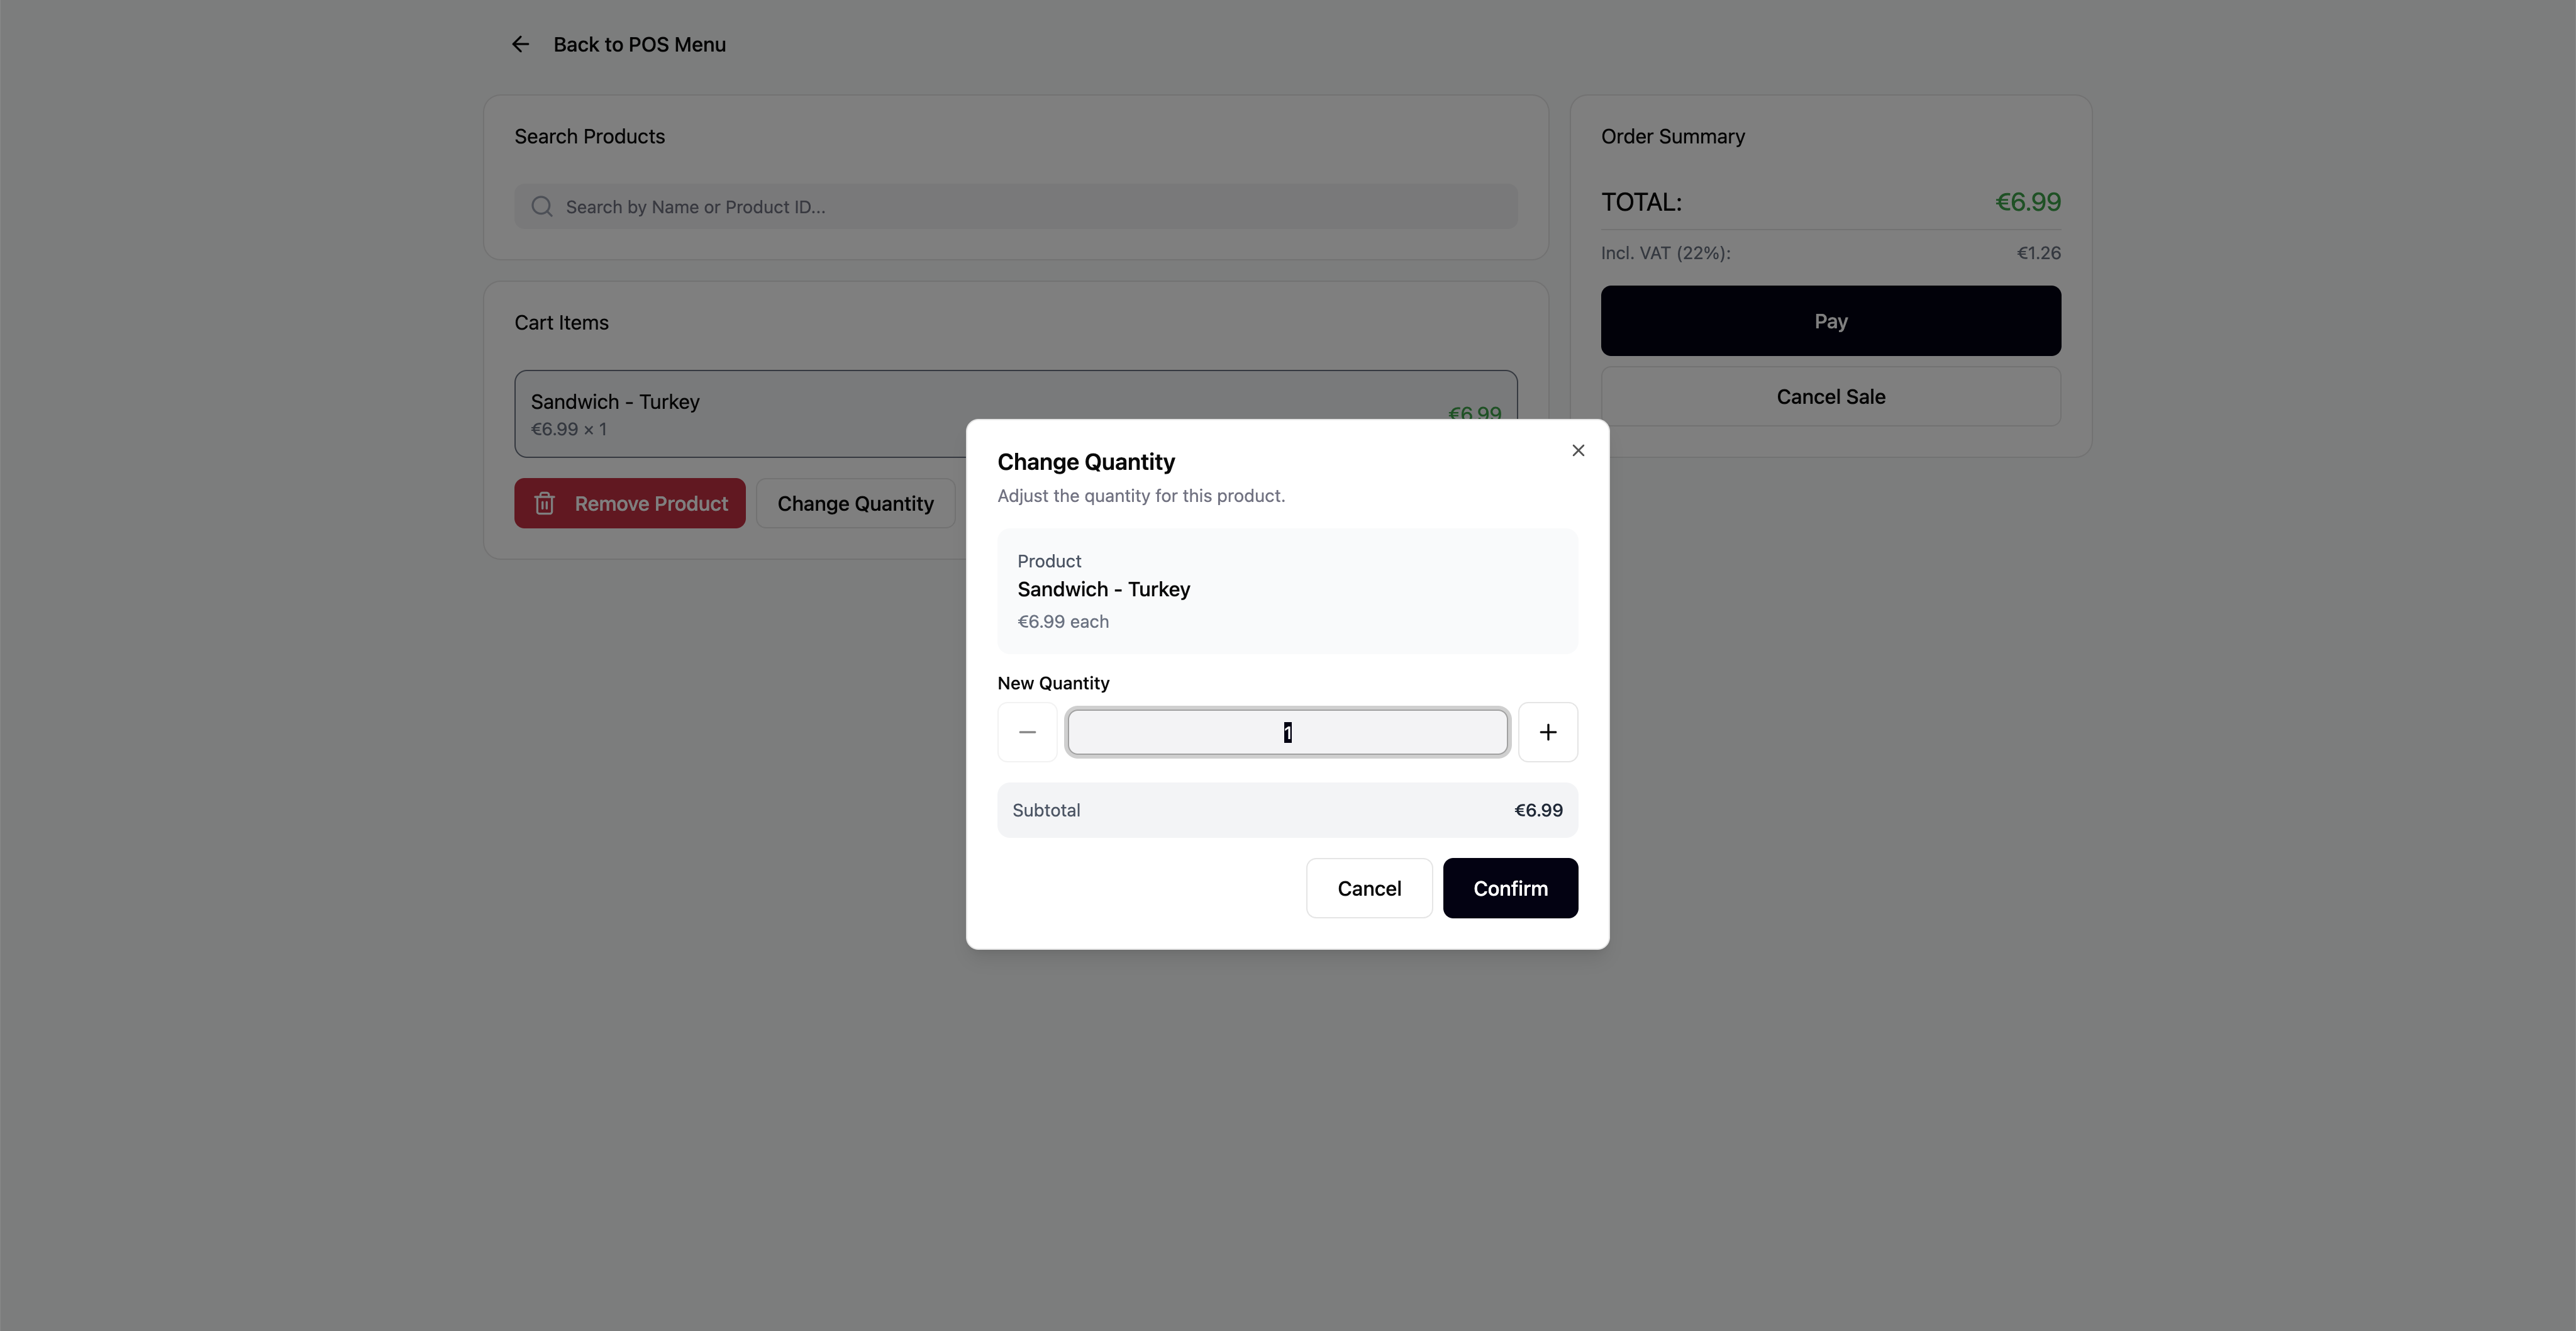 Back to POS Menu
Search Products
Search by Name or Product ID...
Cart Items
Sandwich - Turkey
€6.99 × 1
€6.99
Remove Product
Change Quantity
Order Summary
TOTAL:
€6.99
Incl. VAT (22%):
€1.26
Pay
Cancel Sale
Change Quantity
Adjust the quantity for this product.
Product
Sandwich - Turkey
€6.99 each
New Quantity
1
Subtotal
€6.99
Cancel
Confirm